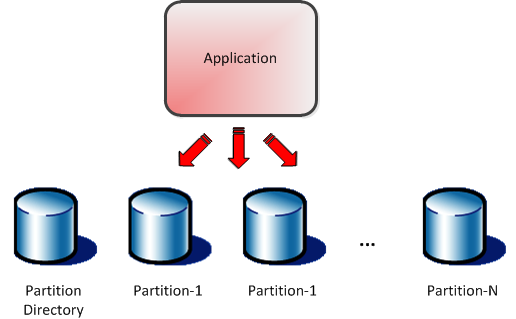 Application
...
Partition
Directory
Partition-1
Partition-1
Partition-N